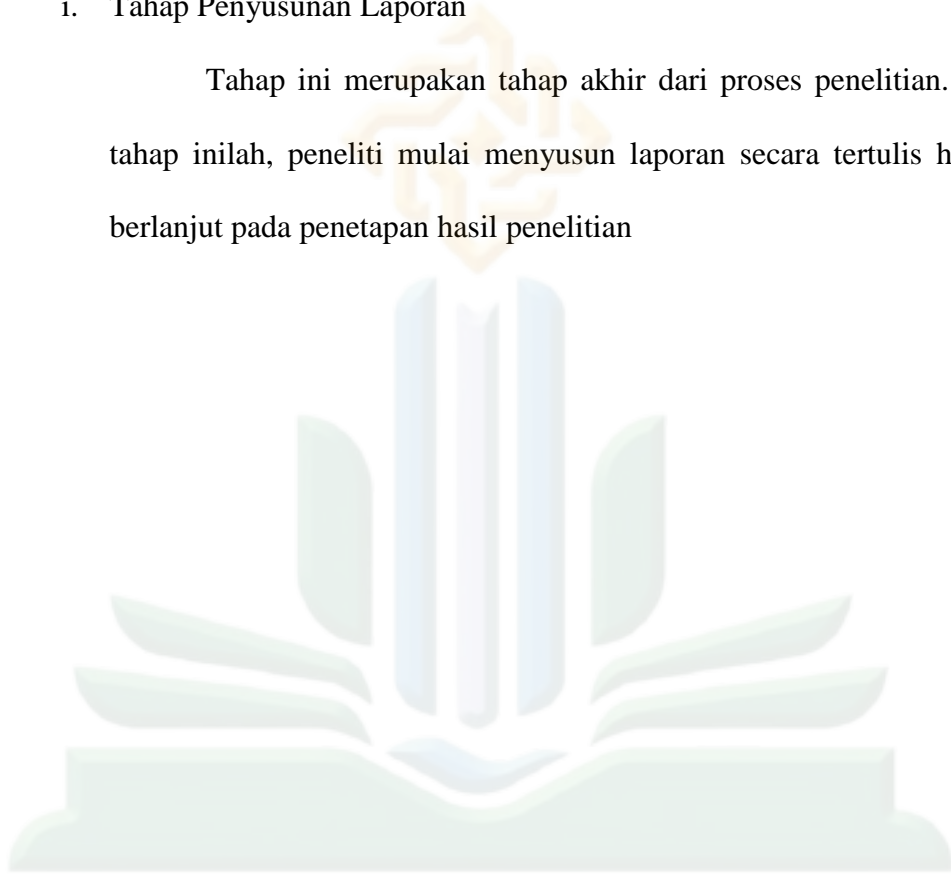 i. Tahap Penyusunan Laporan
Tahap ini merupakan tahap akhir dari proses penelitian.
tahap inilah, peneliti mulai menyusun laporan secara tertulis
berlanjut pada penetapan hasil penelitian